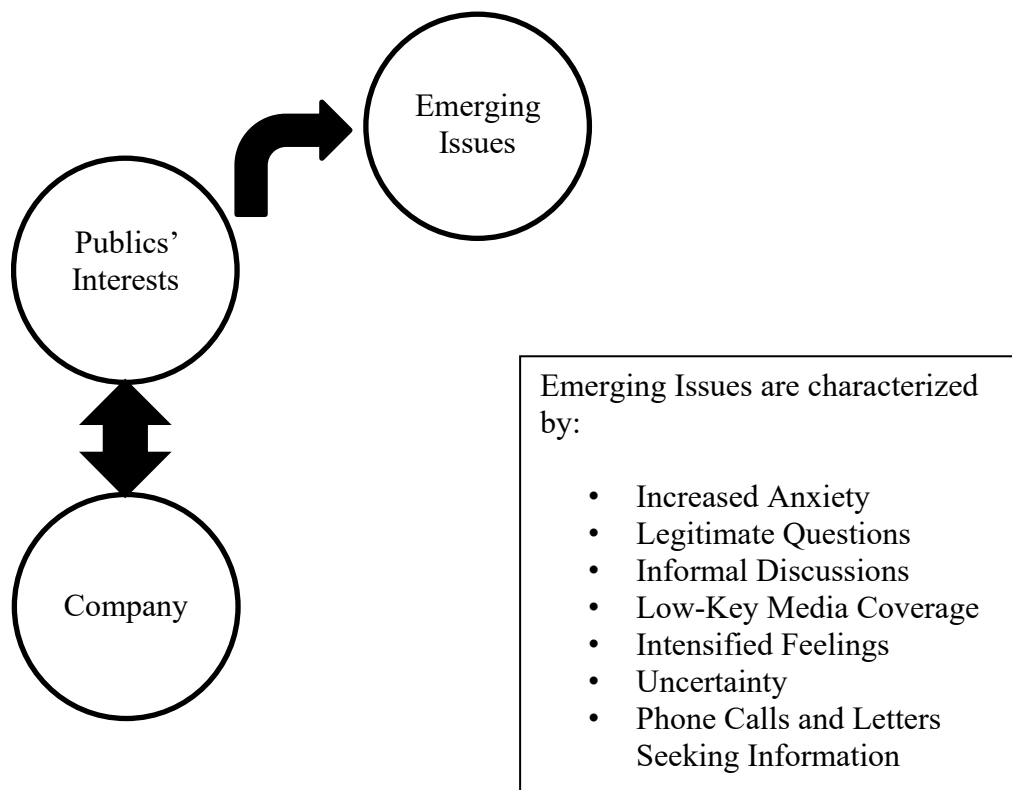 Emerging
Issues
Publics’
Interests
Company
Emerging Issues are characterized
by:
• Increased Anxiety
• Legitimate Questions
• Informal Discussions
• Low-Key Media Coverage
• Intensified Feelings
• Uncertainty
• Phone Calls and Letters
Seeking Information